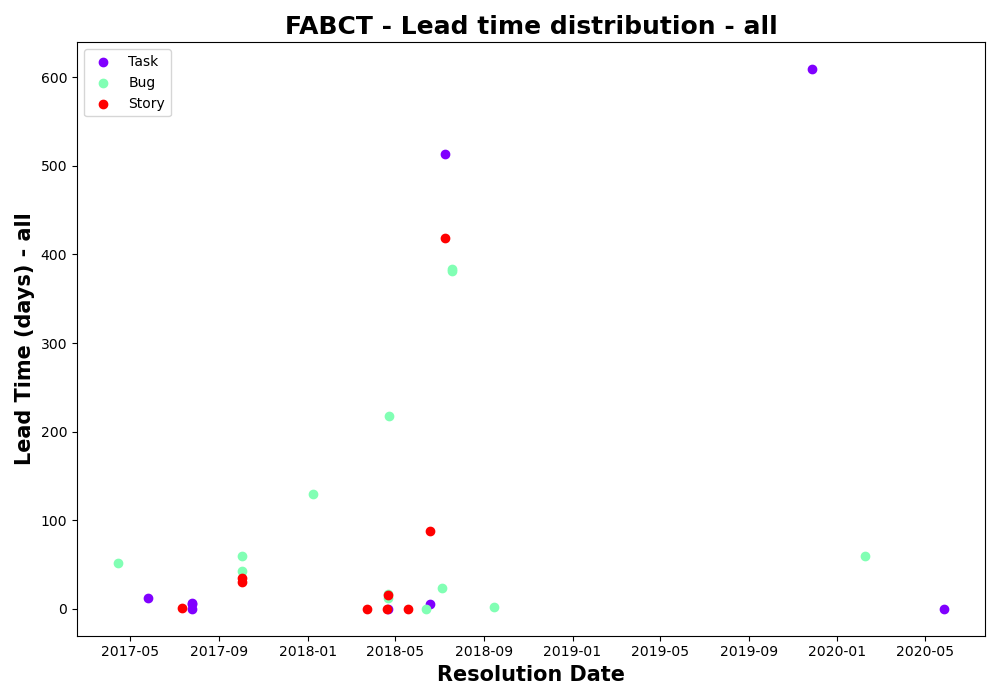 FABCT - Lead time distribution - all
Task
Bug
Story
Lead Time (days) - all
600
500
400
300
200
100
0
2017-05 2017-09 2018-01 2018-05 2018-09 2019-01 2019-05 2019-09 2020-01 2020-05
Resolution Date